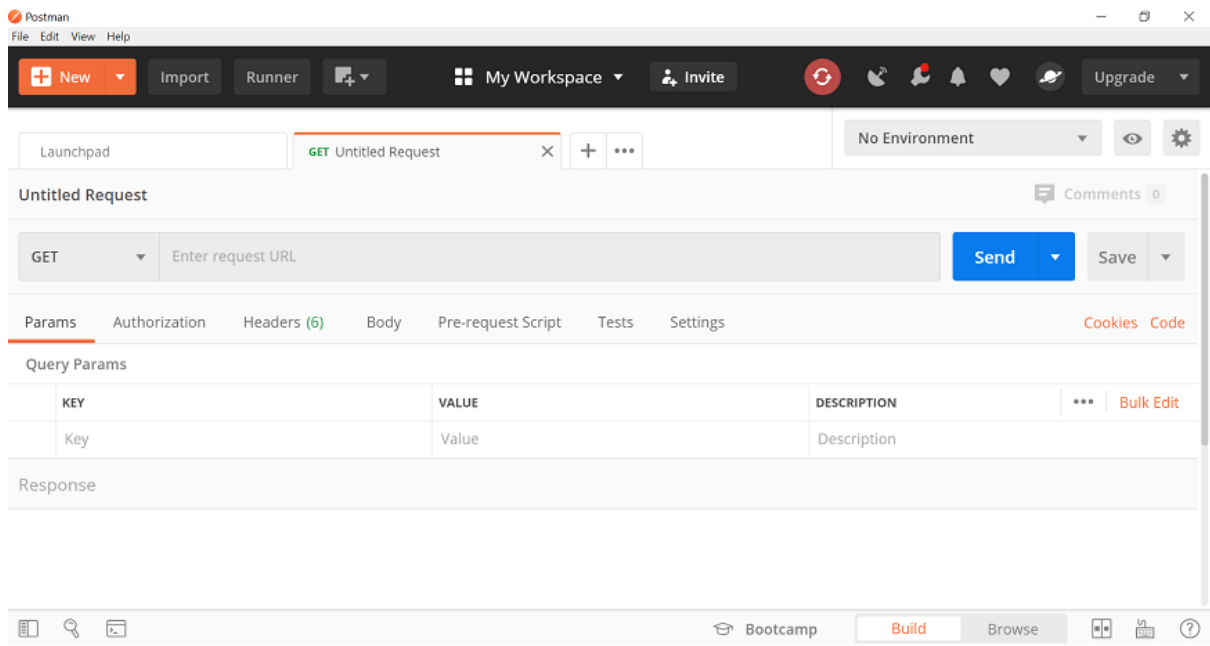 Postman
File Edit View Help
New Import Runner My Workspace Invite Upgrade
Launchpad GET Untitled Request No Environment
Untitled Request Comments 0
GET Enter request URL Send Save
Params Authorization Headers (6) Body Pre-request Script Tests Settings Cookies Code
Query Params
KEY VALUE DESCRIPTION Bulk Edit
Key Value Description
Response
Bootcamp Build Browse